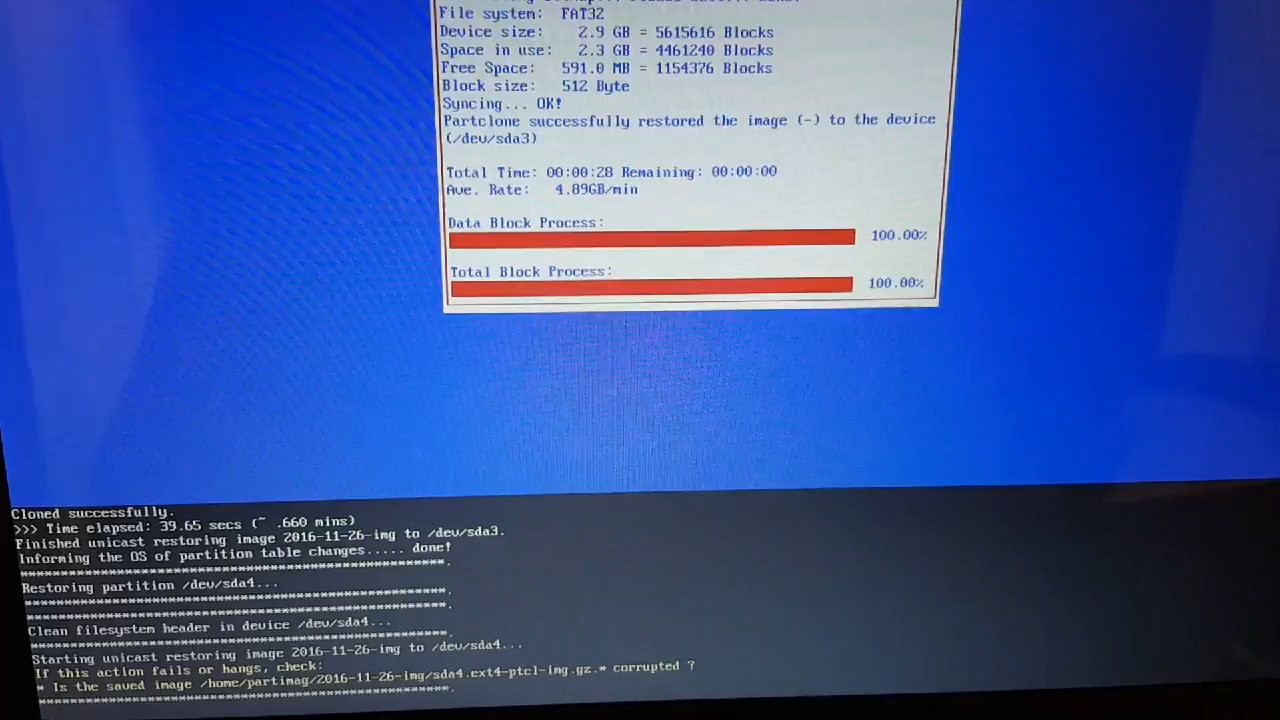 File system:  FAT32
Device size:   2.9 GB = 5615616 Blocks
Space in use:   2.3 GB = 4461240 Blocks
Free Space:   591.0 MB = 1154376 Blocks
Block size:   512 Byte
Syncing... OK!
Partclone successfully restored the image (-) to the device
(/dev/sda3)
Total Time: 00:00:28 Remaining: 00:00:00
Ave. Rate:   4.89GB/min
Data Block Process:
100.00%
Total Block Process:
100.00%
Cloned successfully.
>>> Time elapsed: 39.65 secs (~ .660 mins)
Finished unicast restoring image 2016-11-26-img to /dev/sda3.
Informing the OS of partition table changes..... done!
*****************************************************.
Restoring partition /dev/sda4...
*****************************************************.
*****************************************************.
Clean filesystem header in device /dev/sda4...
*****************************************************.
Starting unicast restoring image 2016-11-26-img to /dev/sda4...
If this action fails or hangs, check:
* Is the saved image /home/partimag/2016-11-26-img/sda4.ext4-ptcl-img.gz.* corrupted ?
*****************************************************.